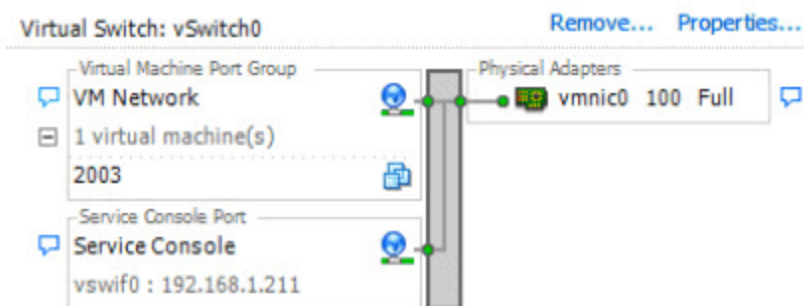 Virtual Switch: vSwitch0 Remove... Properties...
Virtual Machine Port Group Physical Adapters
VM Network vmnic0 100 Full
1 virtual machine(s)
2003
Service Console Port
Service Console
vswif0 : 192.168.1.211